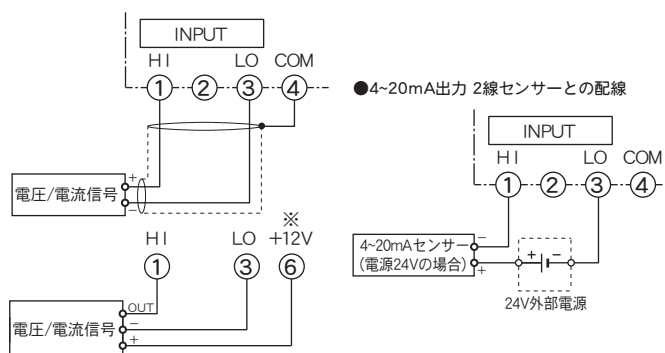 INPUT
HI LO COM
① ② ③ ④
+
電圧/電流信号
−
※
HI LO +12V
① ③ ⑥
OUT
電圧/電流信号
−
+
●4~20mA出力 2線センサーとの配線
INPUT
HI LO COM
① ② ③ ④
−
4~20mAセンサー
(電源24Vの場合)
+
+ −
24V外部電源